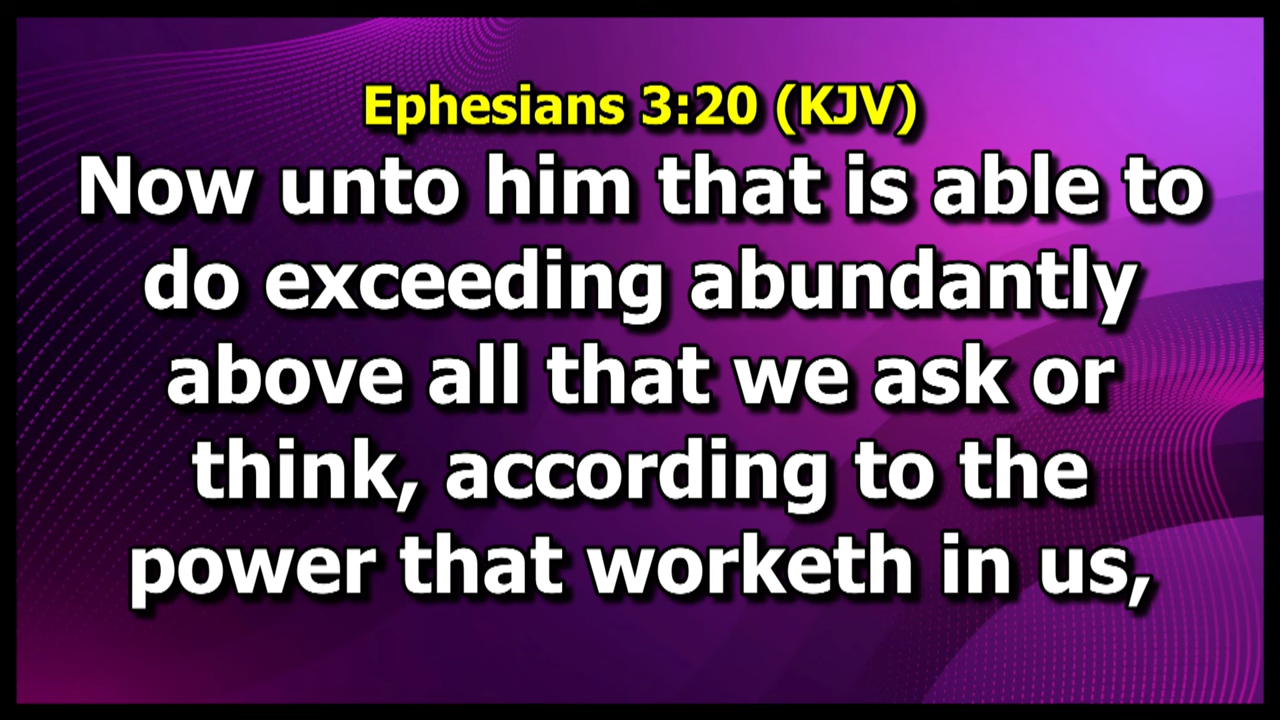 Ephesians 3:20 (KJV)
Now unto him that is able to
do exceeding abundantly
above all that we ask or
think, according to the
power that worketh in us,